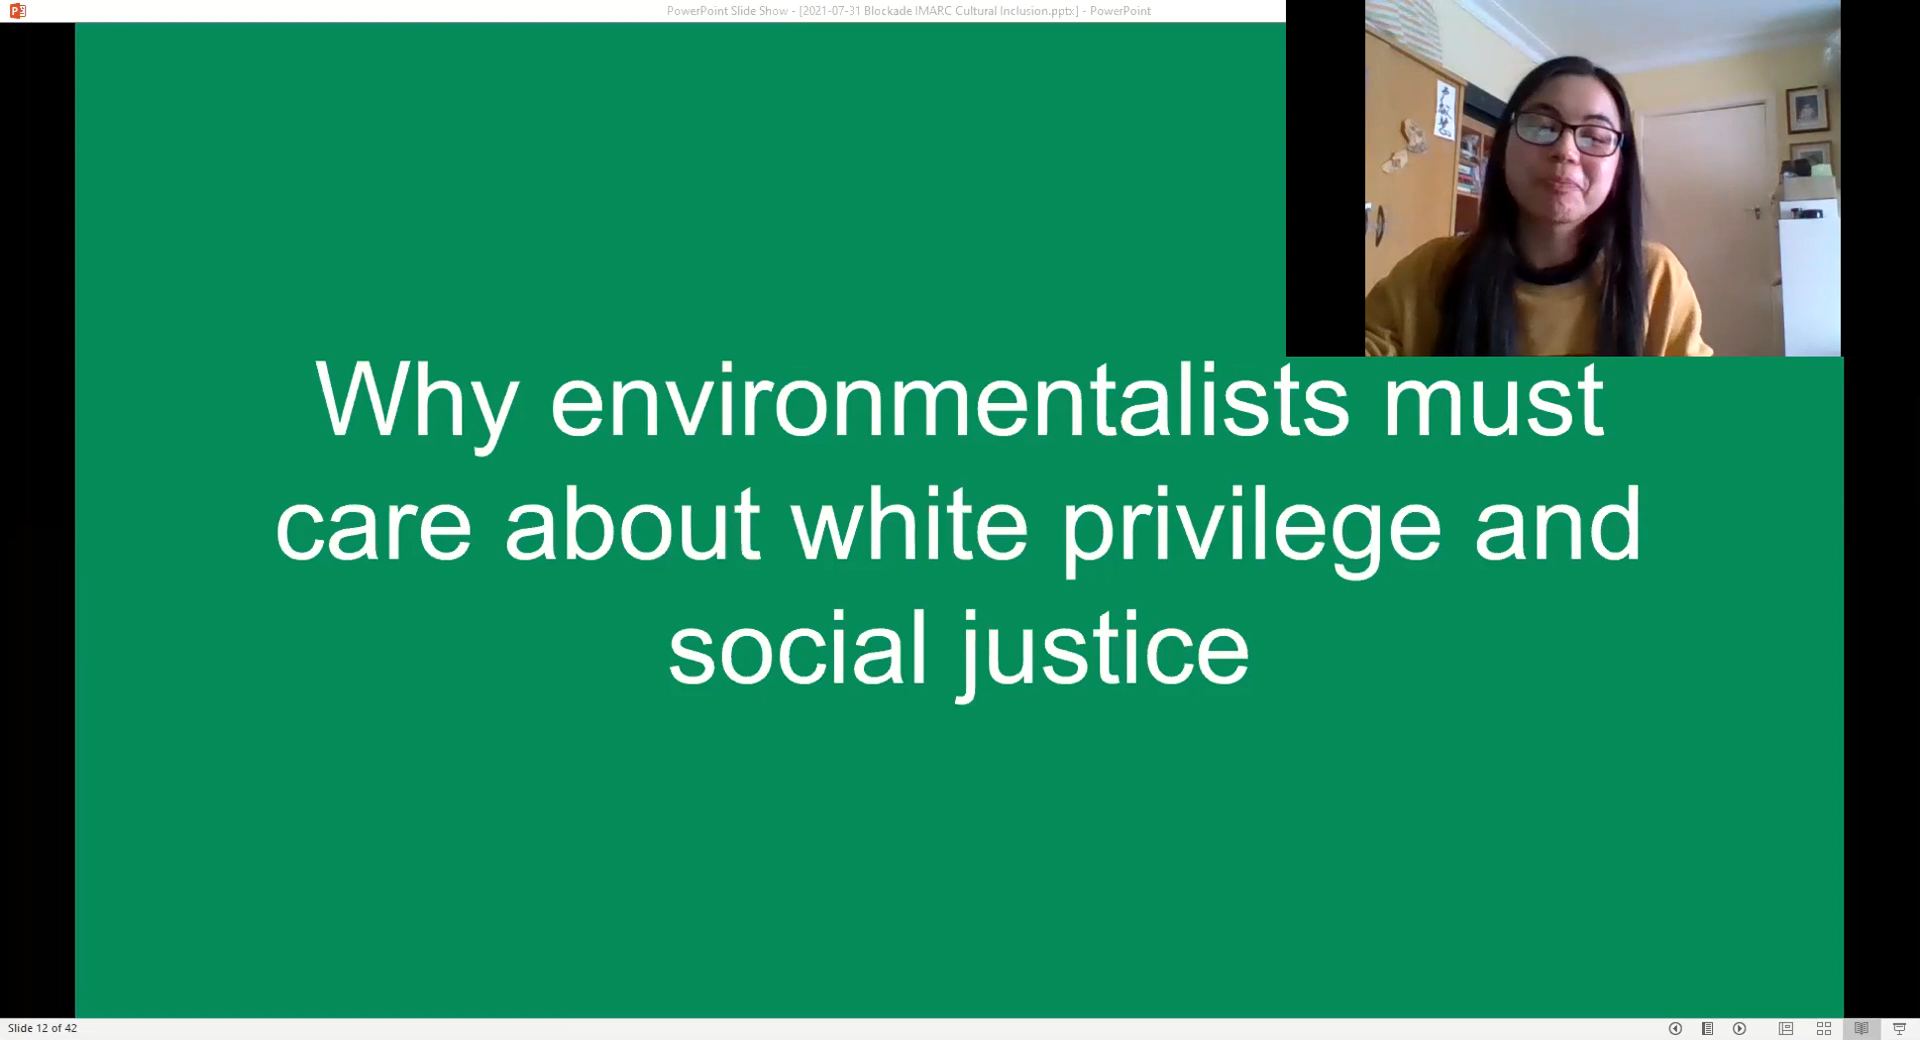 PowerPoint Slide Show - [2021-07-31 Blockade IMARC Cultural Inclusion.pptx] - PowerPoint
Why environmentalists must
care about white privilege and
social justice
Slide 12 of 42